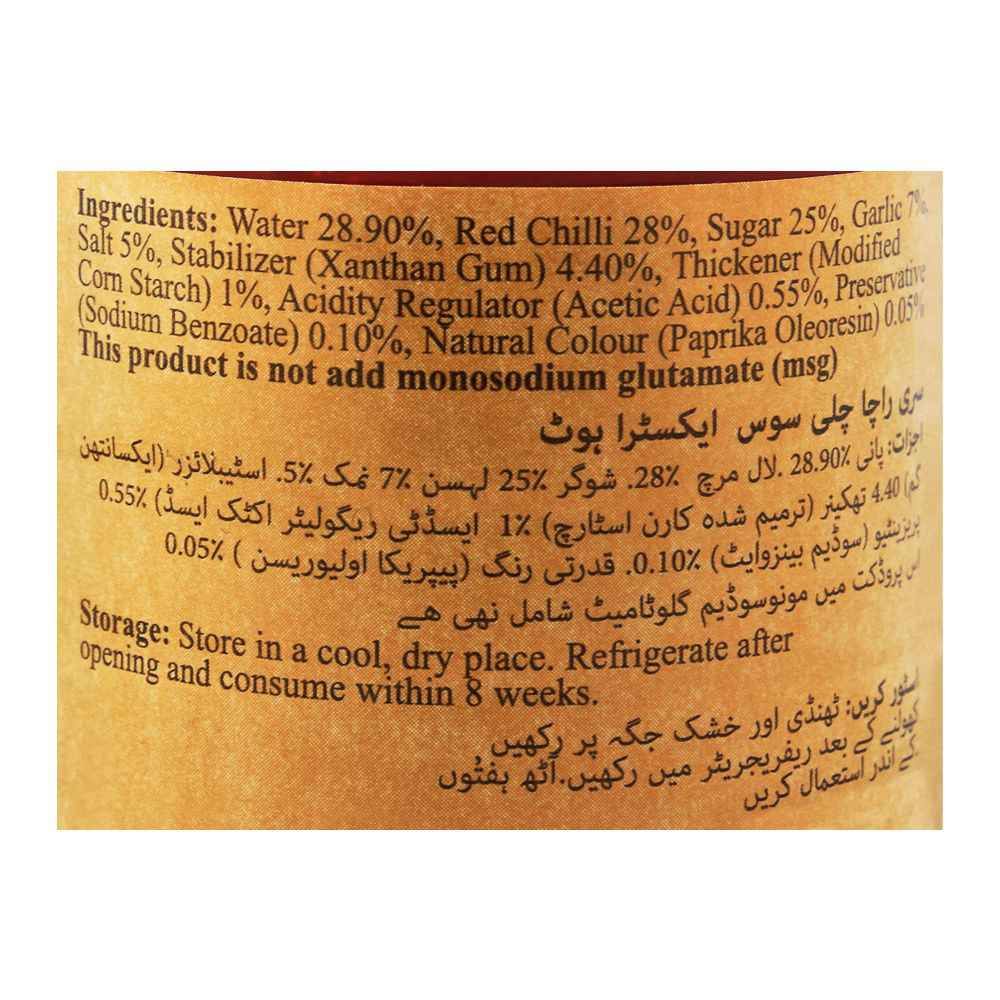 Ingredients: Water 28.90%, Red Chilli 28%, Sugar 25%, Garlic 7%,
Salt 5%, Stabilizer (Xanthan Gum) 4.40%, Thickener (Modified
Corn Starch) 1%, Acidity Regulator (Acetic Acid) 0.55%, Preservative
(Sodium Benzoate) 0.10%, Natural Colour (Paprika Oleoresin) 0.05%
This product is not add monosodium glutamate (msg)
سری راچا چلی سوس ایکسٹرا ہوٹ
اجزات: پانی 28.90% .لال مرچ 28%. شوگر 25% لہسن 7% نمک 5%. اسٹیبلائزر (ایکسانتھن
گم) 4.40 تھکینر (ترمیم شدہ کارن اسٹارچ) 1% ایسڈٹی ریگولیٹر اکٹک ایسڈ) 0.55%
پریزینٹیو (سوڈیم بینزوایٹ) 0.10%. قدرتی رنگ (پیپریکا اولیوریسن ) 0.05%
اس پروڈکٹ میں مونوسوڈیم گلوٹامیٹ شامل نھی ھے
Storage: Store in a cool, dry place. Refrigerate after
opening and consume within 8 weeks.
اسٹور کریں: ٹھنڈی اور خشک جگہ پر رکھیں
کھولنے کے بعد ریفریجریٹر میں رکھیں.آٹھ ہفتُوں
کے اندر استعمال کریں